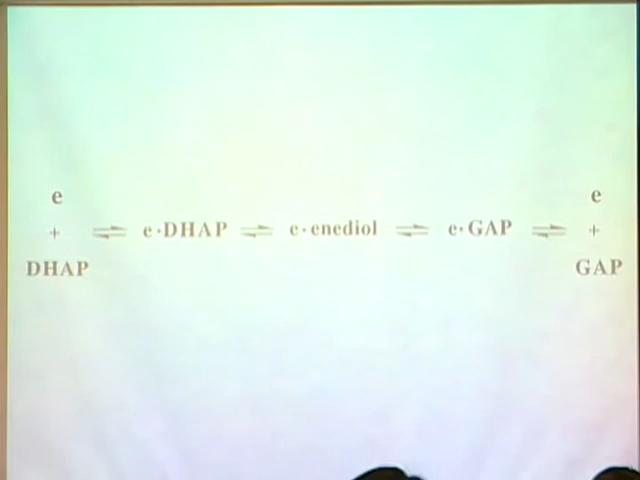 e
+
DHAP
⇌ e·DHAP ⇌ e·enediol ⇌ e·GAP ⇌
e
+
GAP